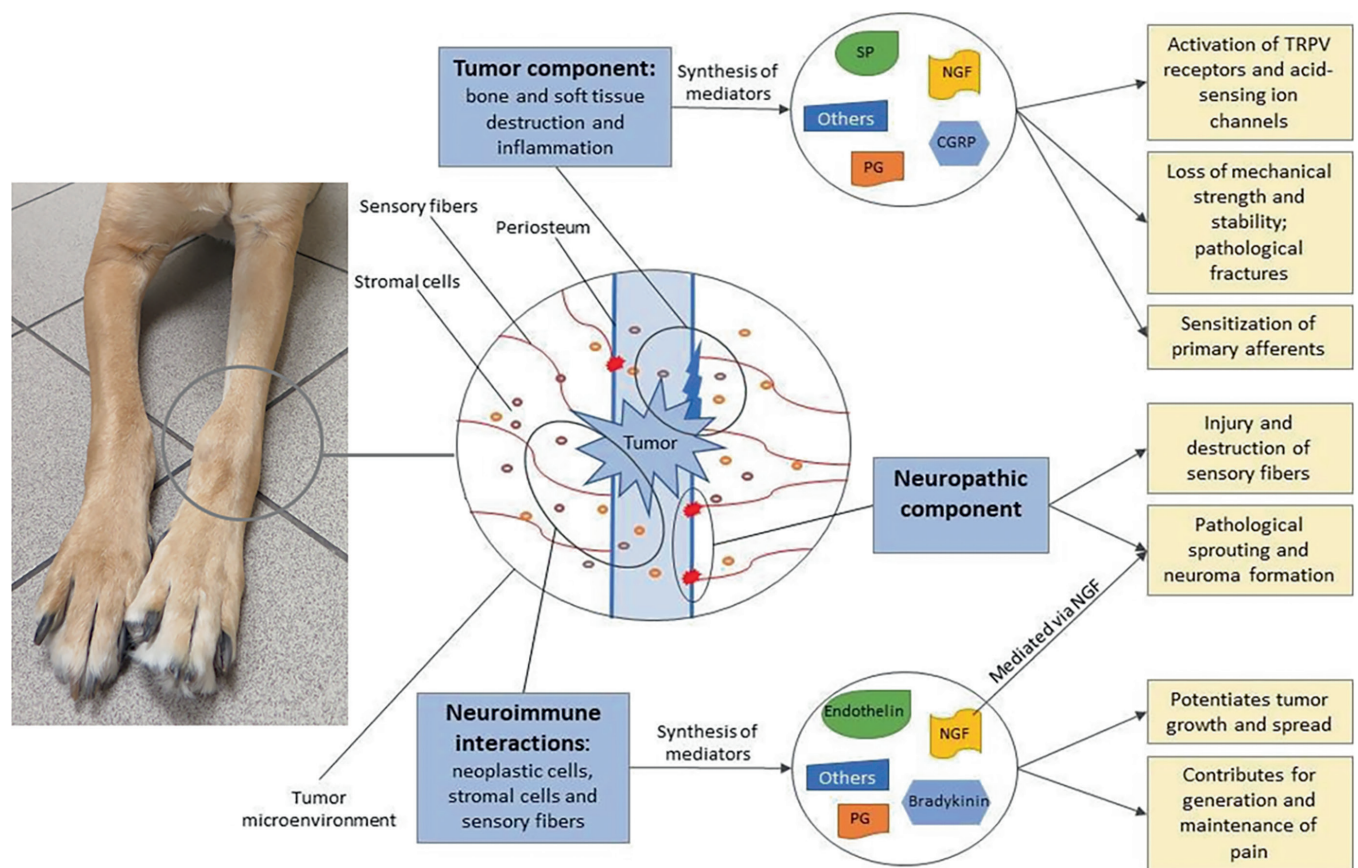 Tumor component:
bone and soft tissue
destruction and
inflammation
Synthesis of
mediators
SP
NGF
Others
CGRP
PG
Activation of TRPV
receptors and acid-
sensing ion
channels
Loss of mechanical
strength and
stability;
pathological
fractures
Sensitization of
primary afferents
Sensory fibers
Periosteum
Stromal cells
Tumor
Neuropathic
component
Injury and
destruction of
sensory fibers
Pathological
sprouting and
neuroma formation
Mediated via NGF
Tumor
microenvironment
Neuroimmune
interactions:
neoplastic cells,
stromal cells and
sensory fibers
Synthesis of
mediators
Endothelin
NGF
Others
Bradykinin
PG
Potentiates tumor
growth and spread
Contributes for
generation and
maintenance of
pain